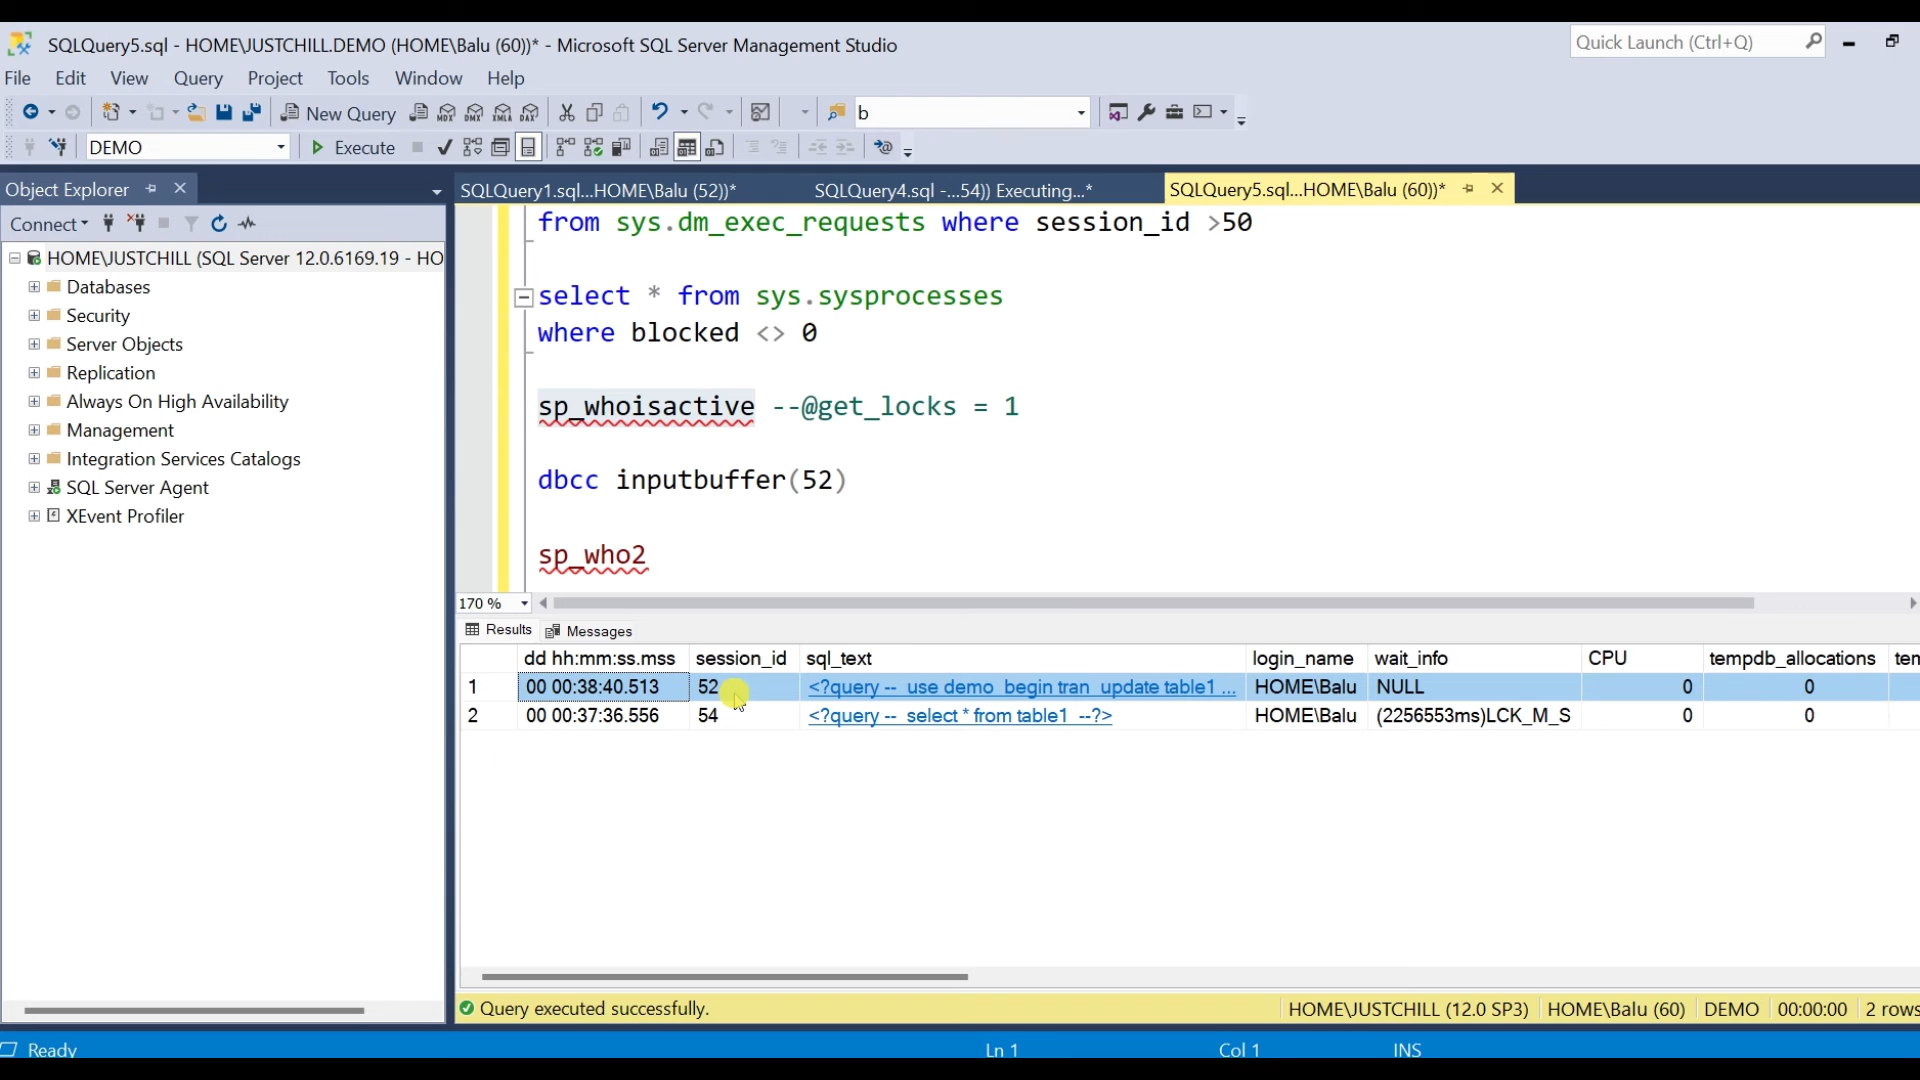 SQLQuery5.sql - HOME\JUSTCHILL.DEMO (HOME\Balu (60))* - Microsoft SQL Server Management Studio
Quick Launch (Ctrl+Q)
File Edit View Query Project Tools Window Help
New Query MDX DMX XMLA DAX b
DEMO Execute
Object Explorer
SQLQuery1.sql...HOME\Balu (52))* SQLQuery4.sql -...54)) Executing...* SQLQuery5.sql...HOME\Balu (60))*
Connect
HOME\JUSTCHILL (SQL Server 12.0.6169.19 - HO
Databases
Security
Server Objects
Replication
Always On High Availability
Management
Integration Services Catalogs
SQL Server Agent
XEvent Profiler
from sys.dm_exec_requests where session_id >50
select * from sys.sysprocesses
where blocked <> 0
sp_whoisactive --@get_locks = 1
dbcc inputbuffer(52)
sp_who2
170 %
Results Messages
dd hh:mm:ss.mss session_id sql_text login_name wait_info CPU tempdb_allocations ten
1 00 00:38:40.513 52 <?query -- use demo begin tran update table1 ... HOME\Balu NULL 0 0
2 00 00:37:36.556 54 <?query -- select * from table1 --?> HOME\Balu (2256553ms)LCK_M_S 0 0
Query executed successfully. HOME\JUSTCHILL (12.0 SP3) HOME\Balu (60) DEMO 00:00:00 2 rows
Ready Ln 1 Col 1 INS